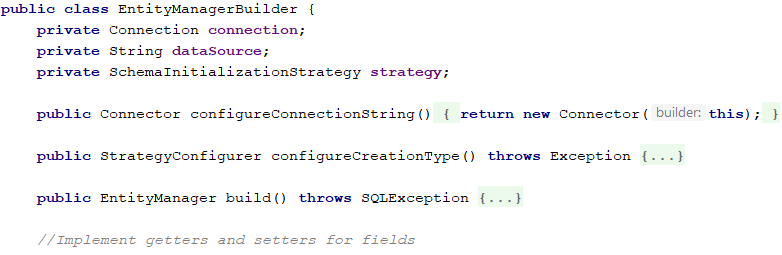 public class EntityManagerBuilder {
private Connection connection;
private String dataSource;
private SchemaInitializationStrategy strategy;
public Connector configureConnectionString() { return new Connector( builder: this); }
public StrategyConfigurer configureCreationType() throws Exception {...}
public EntityManager build() throws SQLException {...}
//Implement getters and setters for fields